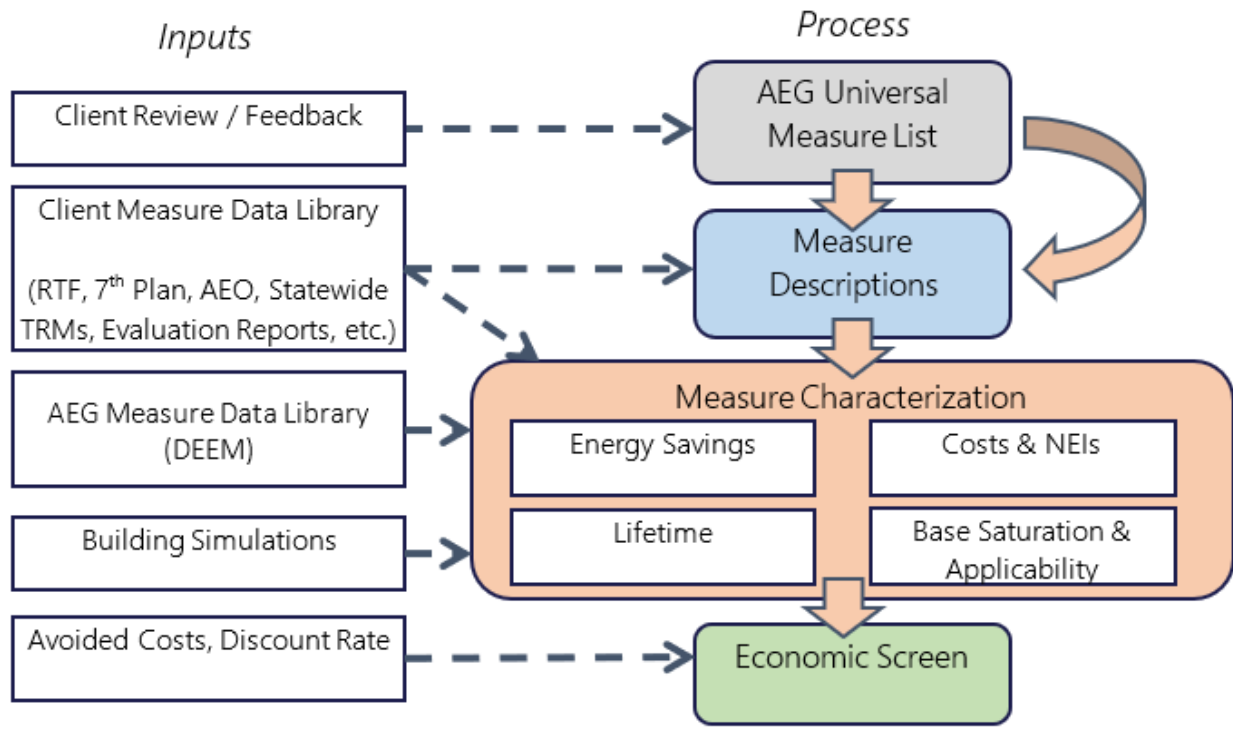 Inputs
Process
Client Review / Feedback
AEG Universal
Measure List
Client Measure Data Library
(RTF, 7th Plan, AEO, Statewide
TRMs, Evaluation Reports, etc.)
Measure
Descriptions
AEG Measure Data Library
(DEEM)
Measure Characterization
Energy Savings
Costs & NEIs
Building Simulations
Lifetime
Base Saturation &
Applicability
Avoided Costs, Discount Rate
Economic Screen